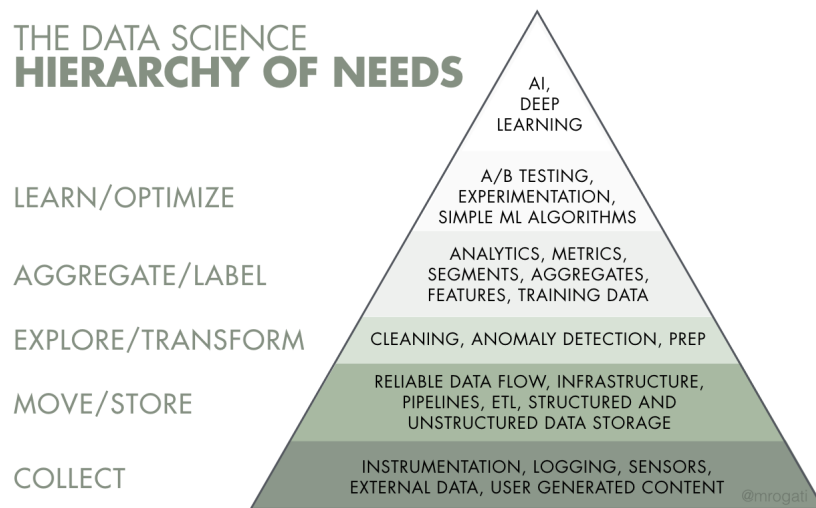 THE DATA SCIENCE
HIERARCHY OF NEEDS
AI,
DEEP
LEARNING
LEARN/OPTIMIZE
A/B TESTING,
EXPERIMENTATION,
SIMPLE ML ALGORITHMS
AGGREGATE/LABEL
ANALYTICS, METRICS,
SEGMENTS, AGGREGATES,
FEATURES, TRAINING DATA
EXPLORE/TRANSFORM
CLEANING, ANOMALY DETECTION, PREP
MOVE/STORE
RELIABLE DATA FLOW, INFRASTRUCTURE,
PIPELINES, ETL, STRUCTURED AND
UNSTRUCTURED DATA STORAGE
COLLECT
INSTRUMENTATION, LOGGING, SENSORS,
EXTERNAL DATA, USER GENERATED CONTENT
@mrogati